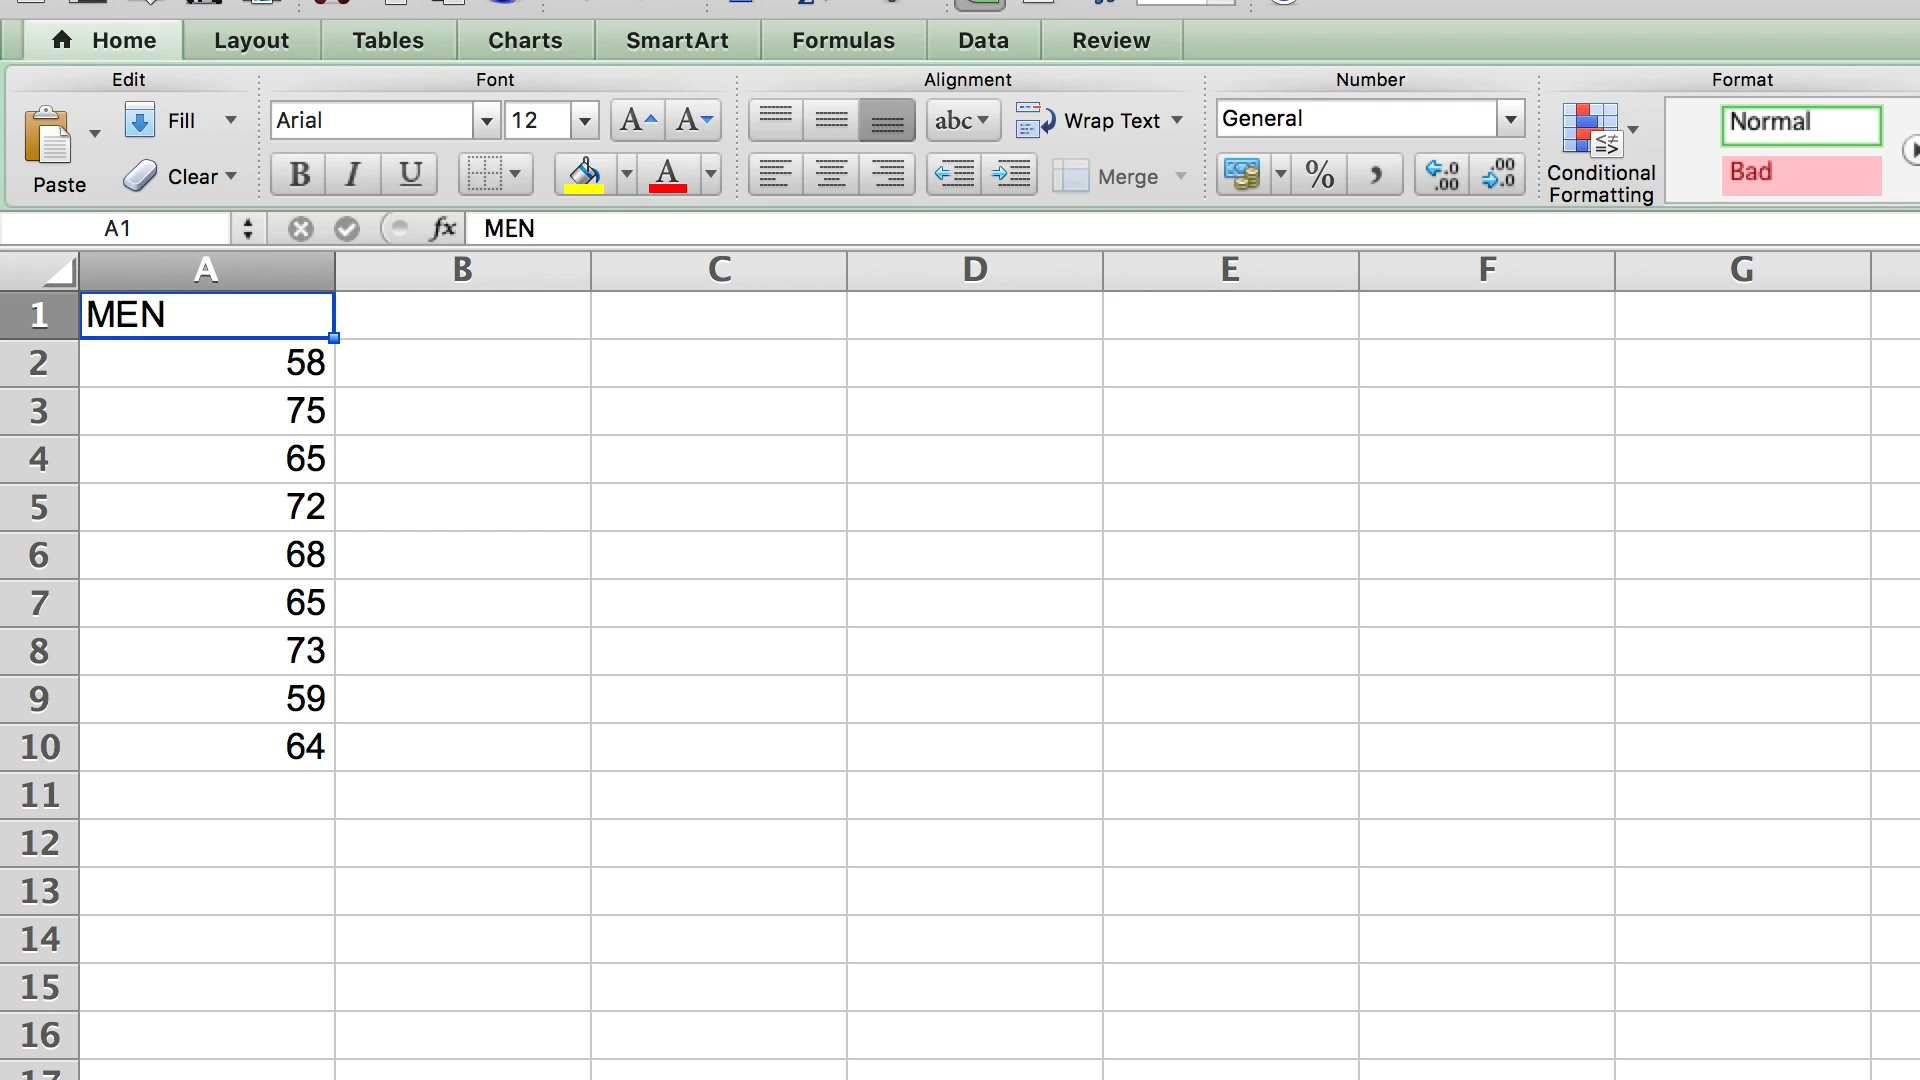 Home Layout Tables Charts SmartArt Formulas Data Review
Edit Font Alignment Number Format
Fill Arial 12 A A abc Wrap Text General Normal
Paste Clear B I U A Merge % Conditional Formatting Bad
A1 fx MEN
A B C D E F G
1 MEN
2 58
3 75
4 65
5 72
6 68
7 65
8 73
9 59
10 64
11
12
13
14
15
16
17